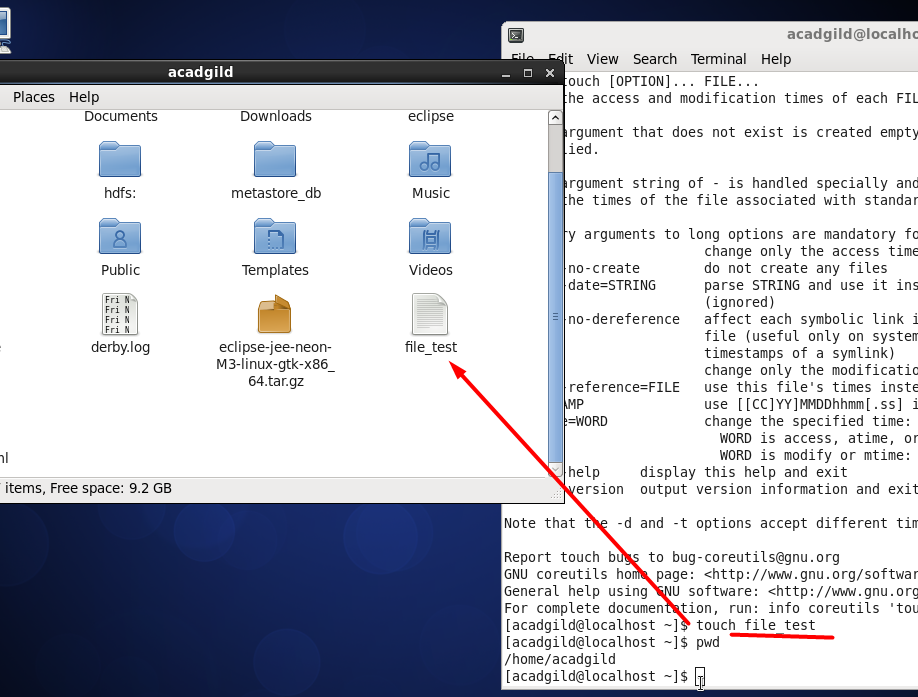 acadgild@localho
File Edit View Search Terminal Help
acadgild
Places Help
Documents Downloads eclipse
hdfs: metastore_db Music
Public Templates Videos
Fri N
Fri N
Fri N
Fri N
derby.log
eclipse-jee-neon-
M3-linux-gtk-x86_
64.tar.gz
file_test
items, Free space: 9.2 GB
touch [OPTION]... FILE...
the access and modification times of each FIL
argument that does not exist is created empty
lied.
argument string of - is handled specially and
the times of the file associated with standar
ry arguments to long options are mandatory fo
change only the access time
-no-create do not create any files
-date=STRING parse STRING and use it ins
(ignored)
-no-dereference affect each symbolic link i
file (useful only on system
timestamps of a symlink)
change only the modificatio
-reference=FILE use this file's times inste
AMP use [[CC]YY]MMDDhhmm[.ss] i
e=WORD change the specified time:
WORD is access, atime, or
WORD is modify or mtime:
-help display this help and exit
version output version information and exit
Note that the -d and -t options accept different tim
Report touch bugs to bug-coreutils@gnu.org
GNU coreutils home page: <http://www.gnu.org/softwar
General help using GNU software: <http://www.gnu.org
For complete documentation, run: info coreutils 'tou
[acadgild@localhost ~]$ touch file_test
[acadgild@localhost ~]$ pwd
/home/acadgild
[acadgild@localhost ~]$